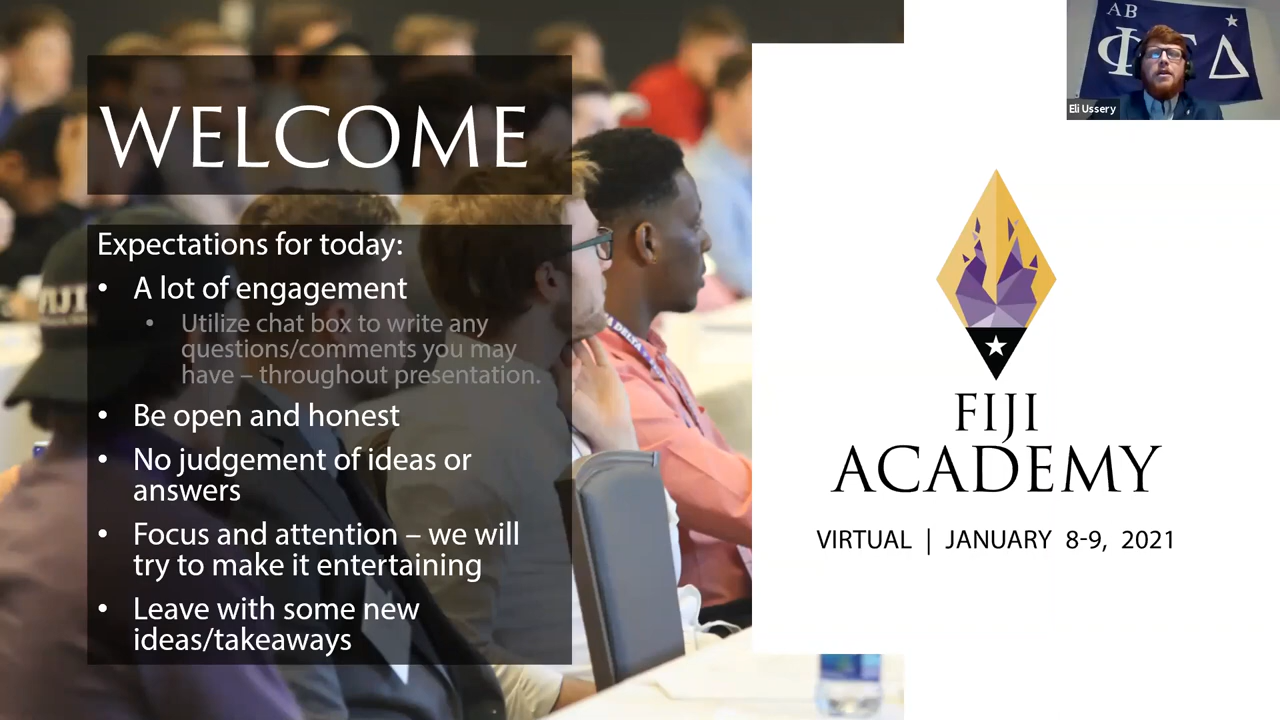 WELCOME
Expectations for today:
• A lot of engagement
• Utilize chat box to write any
questions/comments you may
have – throughout presentation.
• Be open and honest
• No judgement of ideas or
answers
• Focus and attention – we will
try to make it entertaining
• Leave with some new
ideas/takeaways
FIJI
ACADEMY
VIRTUAL | JANUARY 8-9, 2021
ΑΒ
Φ Γ Δ
Eli Ussery
FIJI
DELTA